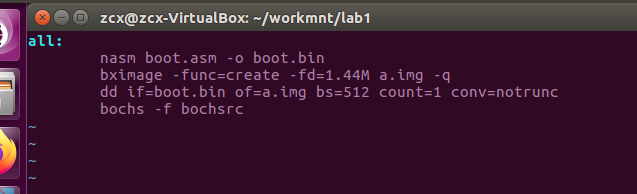 zcx@zcx-VirtualBox: ~/workmnt/lab1
all:
nasm boot.asm -o boot.bin
bximage -func=create -fd=1.44M a.img -q
dd if=boot.bin of=a.img bs=512 count=1 conv=notrunc
bochs -f bochsrc
~
~
~
~